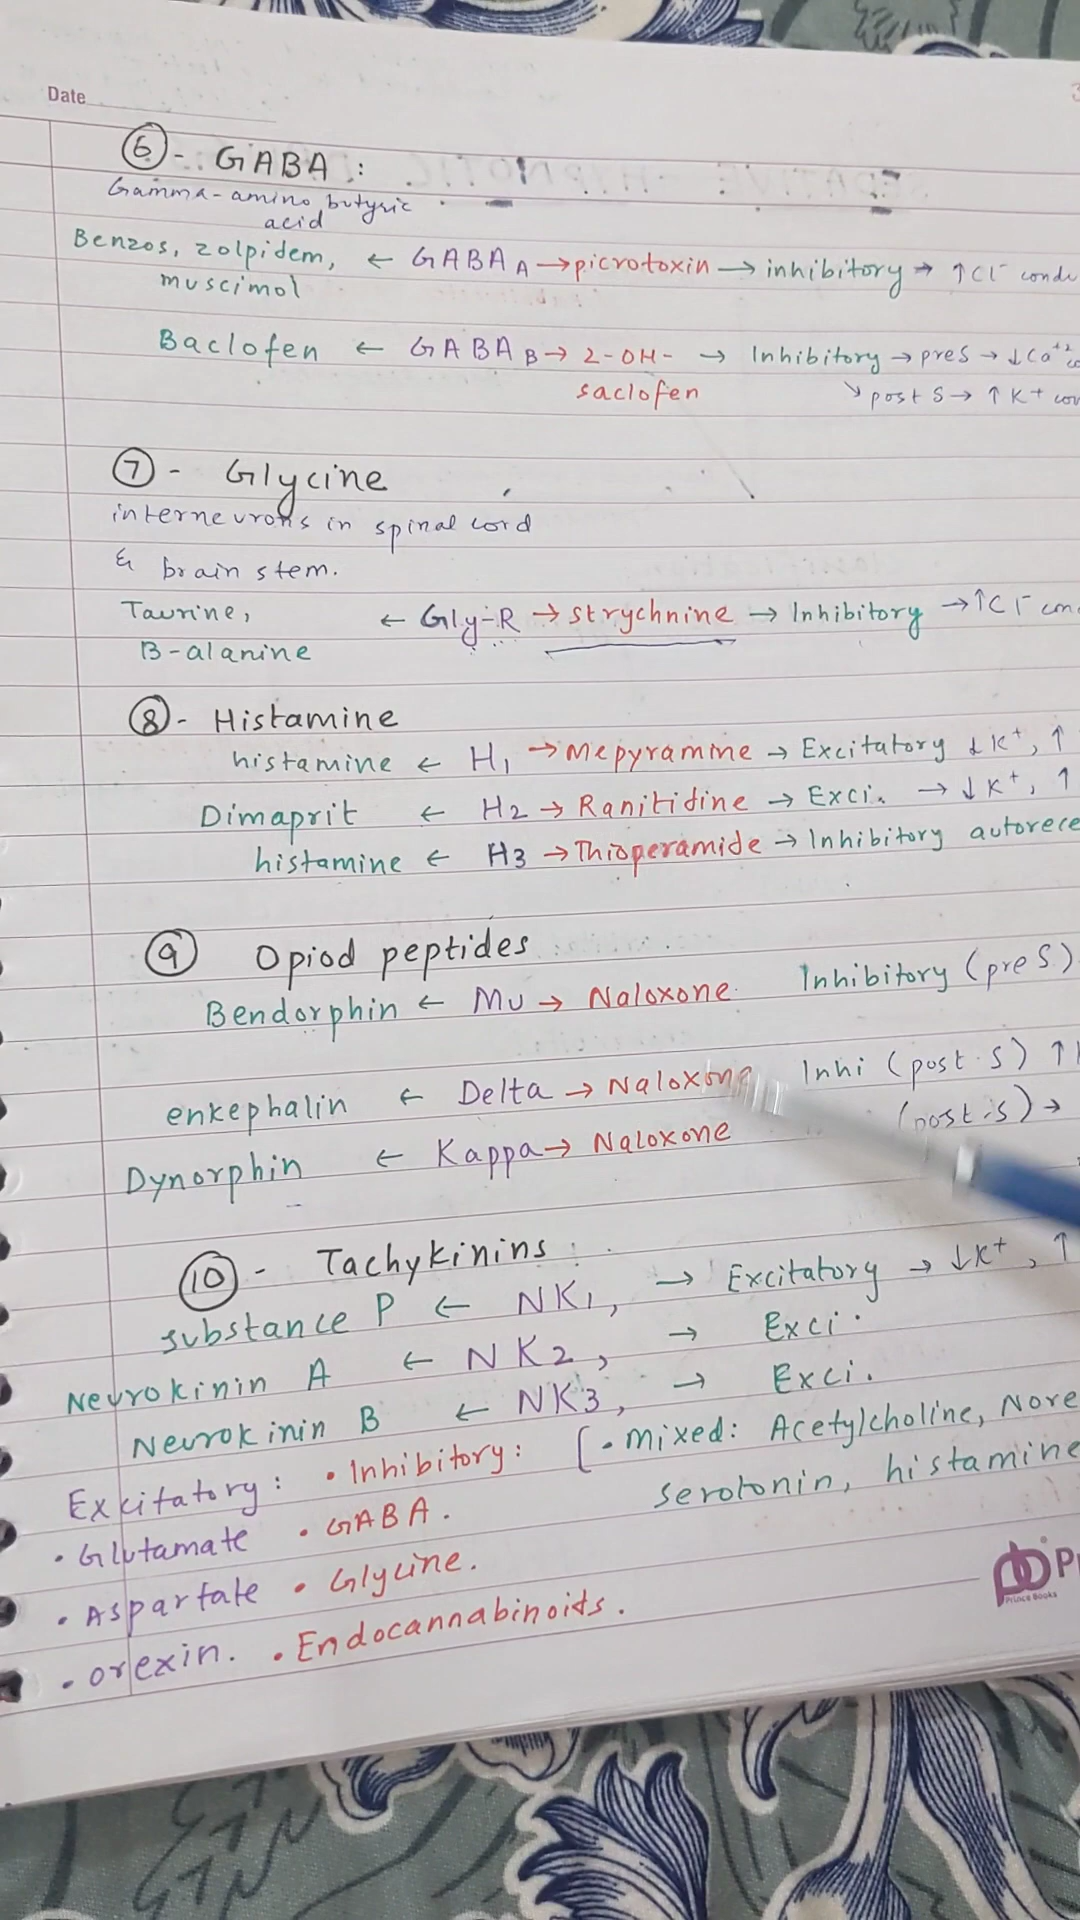 Date
⑥- GABA:
Gamma-amino butyric
acid
Benzos, zolpidem, ← GABA A → picrotoxin → inhibitory → ↑Cl⁻
muscimol
Baclofen ← GABA B → 2-OH- → Inhibitory → pres → ↓Ca⁺²
saclofen ↘ post S → ↑ K+
⑦- Glycine
interneurons in spinal cord
& brain stem.
Taurine, ← Gly-R → strychnine → Inhibitory → ↑Cl⁻
B-alanine
⑧- Histamine
histamine ← H1 → Mepyramine → Excitatory ↓K⁺, ↑
Dimaprit ← H2 → Ranitidine → Exci. → ↓K⁺, ↑
histamine ← H3 → Thioperamide → Inhibitory autorece
⑨ Opiod peptides
Bendorphin ← Mu → Naloxone Inhibitory (pre S)
enkephalin ← Delta → Naloxone Inhi (post S) ↑
Dynorphin ← Kappa → Naloxone (post S) →
⑩- Tachykinins
substance P ← NK1, → Excitatory → ↓K+, ↑
Neurokinin A ← NK2, → Exci.
Neurokinin B ← NK3, → Exci.
Excitatory: • Inhibitory: [• mixed: Acetylcholine, Nore
• Glutamate • GABA. serotonin, histamine
• Aspartate • Glycine.
• orexin. • Endocannabinoids.
Prince Books